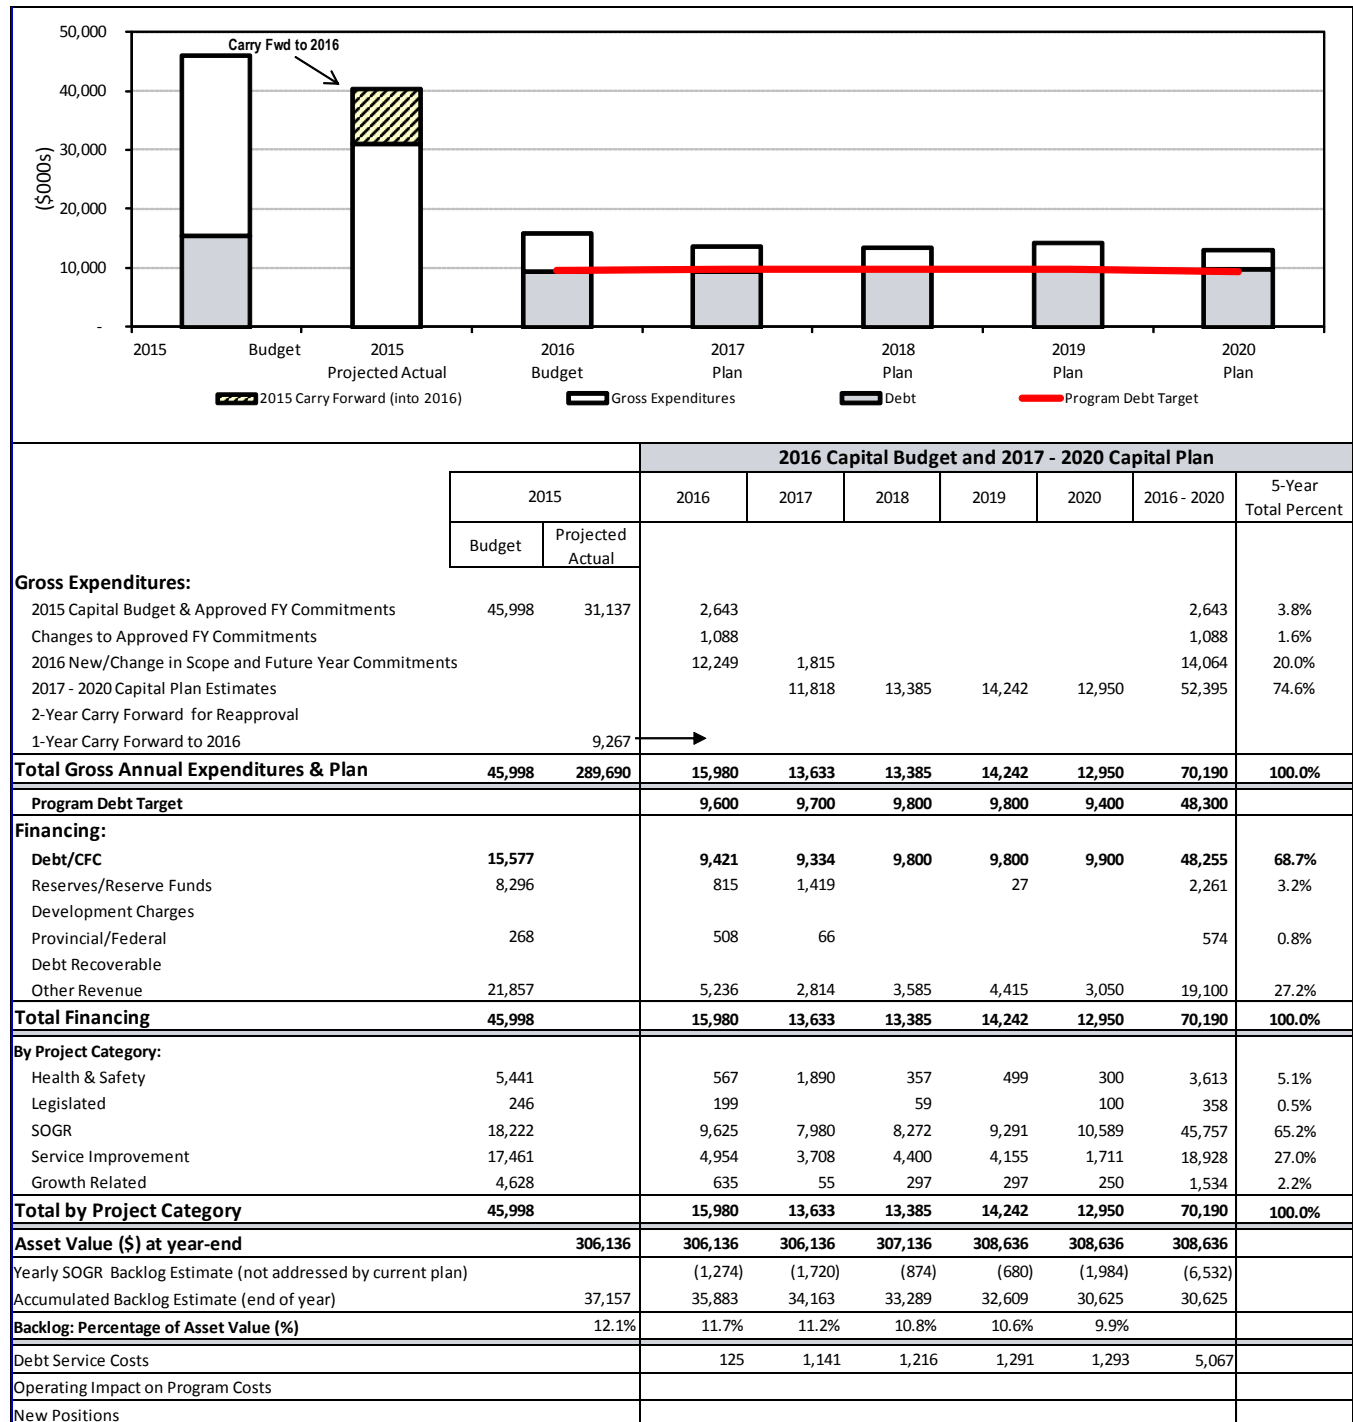 50,000
Carry Fwd to 2016
40,000
30,000
($000s)
20,000
10,000
-
2015 Budget 2015 2016 2017 2018 2019 2020
Projected Actual Budget Plan Plan Plan Plan
2015 Carry Forward (into 2016) Gross Expenditures Debt Program Debt Target
2016 Capital Budget and 2017 - 2020 Capital Plan
2015 2016 2017 2018 2019 2020 2016 - 2020 5-Year Total Percent
Budget Projected Actual
Gross Expenditures:
2015 Capital Budget & Approved FY Commitments 45,998 31,137 2,643 2,643 3.8%
Changes to Approved FY Commitments 1,088 1,088 1.6%
2016 New/Change in Scope and Future Year Commitments 12,249 1,815 14,064 20.0%
2017 - 2020 Capital Plan Estimates 11,818 13,385 14,242 12,950 52,395 74.6%
2-Year Carry Forward for Reapproval
1-Year Carry Forward to 2016 9,267
Total Gross Annual Expenditures & Plan 45,998 289,690 15,980 13,633 13,385 14,242 12,950 70,190 100.0%
Program Debt Target 9,600 9,700 9,800 9,800 9,400 48,300
Financing:
Debt/CFC 15,577 9,421 9,334 9,800 9,800 9,900 48,255 68.7%
Reserves/Reserve Funds 8,296 815 1,419 27 2,261 3.2%
Development Charges
Provincial/Federal 268 508 66 574 0.8%
Debt Recoverable
Other Revenue 21,857 5,236 2,814 3,585 4,415 3,050 19,100 27.2%
Total Financing 45,998 15,980 13,633 13,385 14,242 12,950 70,190 100.0%
By Project Category:
Health & Safety 5,441 567 1,890 357 499 300 3,613 5.1%
Legislated 246 199 59 100 358 0.5%
SOGR 18,222 9,625 7,980 8,272 9,291 10,589 45,757 65.2%
Service Improvement 17,461 4,954 3,708 4,400 4,155 1,711 18,928 27.0%
Growth Related 4,628 635 55 297 297 250 1,534 2.2%
Total by Project Category 45,998 15,980 13,633 13,385 14,242 12,950 70,190 100.0%
Asset Value ($) at year-end 306,136 306,136 306,136 307,136 308,636 308,636 308,636
Yearly SOGR Backlog Estimate (not addressed by current plan) (1,274) (1,720) (874) (680) (1,984) (6,532)
Accumulated Backlog Estimate (end of year) 37,157 35,883 34,163 33,289 32,609 30,625 30,625
Backlog: Percentage of Asset Value (%) 12.1% 11.7% 11.2% 10.8% 10.6% 9.9%
Debt Service Costs 125 1,141 1,216 1,291 1,293 5,067
Operating Impact on Program Costs
New Positions